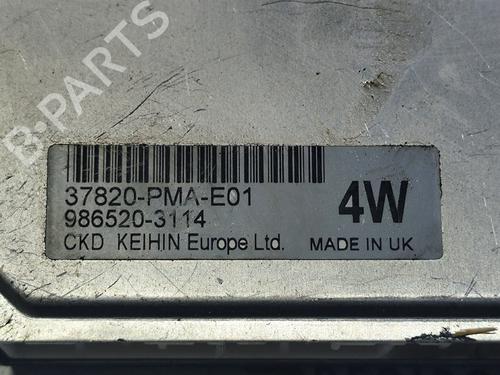 B-PARTS
37820-PMA-E01
986520-3114
4W
CKD KEIHIN Europe Ltd. MADE IN UK